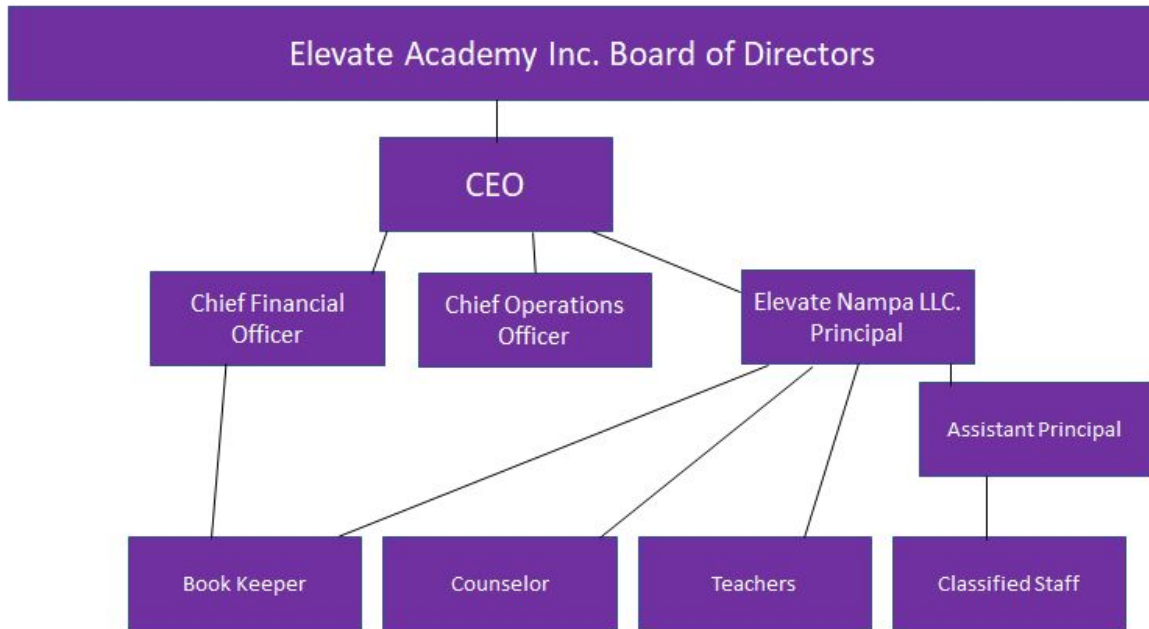 Elevate Academy Inc. Board of Directors
CEO
Chief Financial
Officer
Chief Operations
Officer
Elevate Nampa LLC.
Principal
Assistant Principal
Book Keeper
Counselor
Teachers
Classified Staff